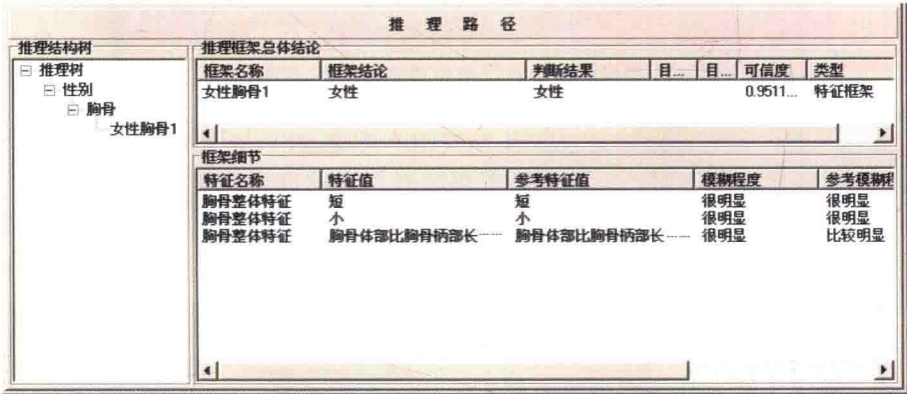 推 理 路 径
推理结构树
推理树
性别
胸骨
女性胸骨1
推理框架总体结论
框架名称 框架结论 判断结果 目... 目... 可信度 类型
女性胸骨1 女性 女性 0.9511... 特征框架
框架细节
特征名称 特征值 参考特征值 模糊程度 参考模糊程
胸骨整体特征 短 短 很明显 很明显
胸骨整体特征 小 小 很明显 很明显
胸骨整体特征 胸骨体部比胸骨柄部长…… 胸骨体部比胸骨柄部长…… 很明显 比较明显